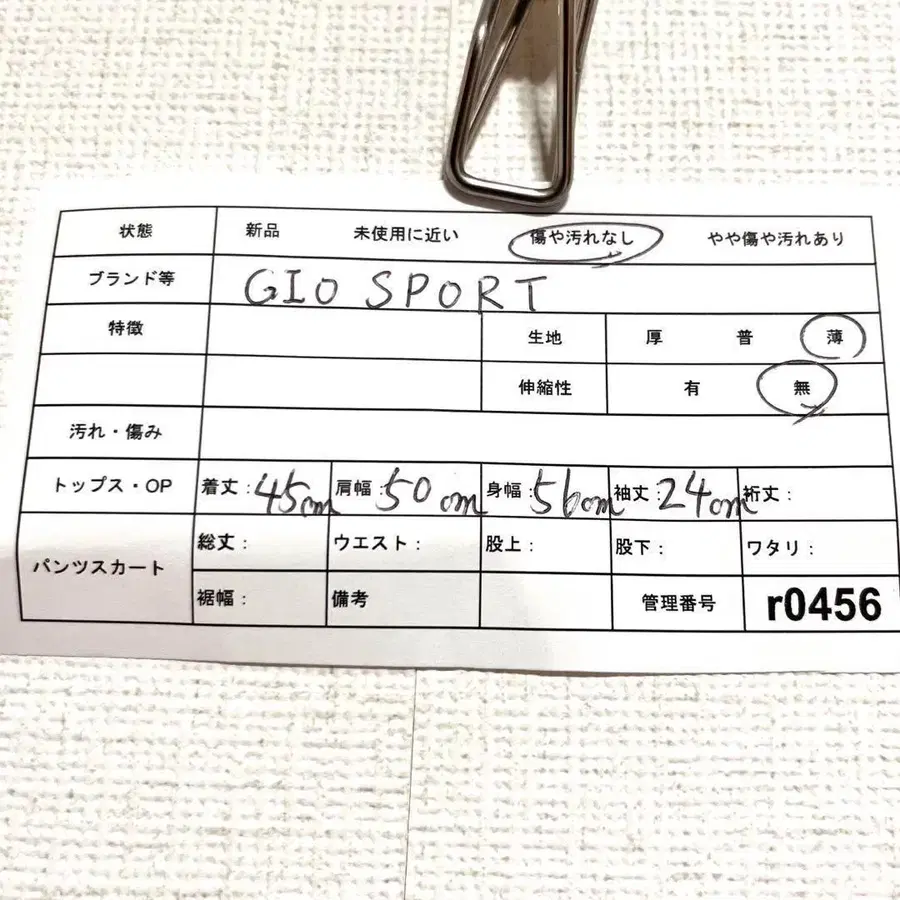 状態 新品 未使用に近い 傷や汚れなし やや傷や汚れあり
ブランド等 GIO SPORT
特徴 生地 厚 普 薄
伸縮性 有 無
汚れ・傷み
トップス・OP 着丈：45cm 肩幅：50cm 身幅：56cm 袖丈：24cm 裄丈：
パンツスカート 総丈： ウエスト： 股上： 股下： ワタリ：
裾幅： 備考 管理番号 r0456